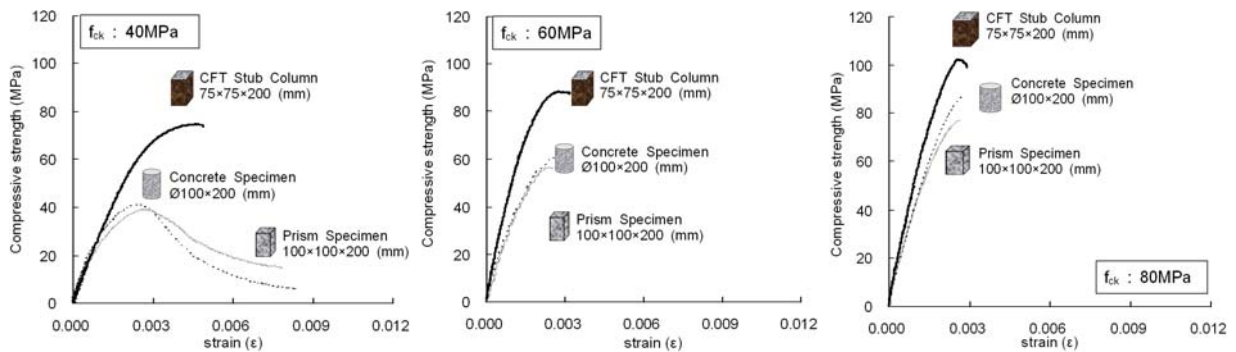 120
100
80
60
40
20
0
Compressive strength (MPa)
f_ck : 40MPa
CFT Stub Column
75×75×200 (mm)
Concrete Specimen
Ø100×200 (mm)
Prism Specimen
100×100×200 (mm)
0.000 0.003 0.006 0.009 0.012
strain (ε)
120
100
80
60
40
20
0
Compressive strength (MPa)
f_ck : 60MPa
CFT Stub Column
75×75×200 (mm)
Concrete Specimen
Ø100×200 (mm)
Prism Specimen
100×100×200 (mm)
0.000 0.003 0.006 0.009 0.012
strain (ε)
120
100
80
60
40
20
0
Compressive strength (MPa)
CFT Stub Column
75×75×200 (mm)
Concrete Specimen
Ø100×200 (mm)
Prism Specimen
100×100×200 (mm)
f_ck : 80MPa
0.000 0.003 0.006 0.009 0.012
strain (ε)